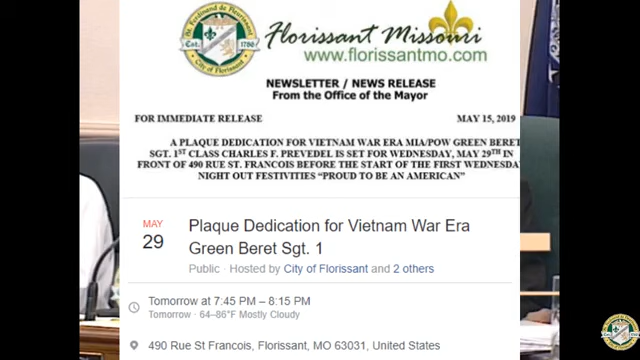 St. Ferdinand de Fleurissant
Est. 1786
City of Florissant
Florissant Missouri
www.florissantmo.com
NEWSLETTER / NEWS RELEASE
From the Office of the Mayor
FOR IMMEDIATE RELEASE MAY 15, 2019
A PLAQUE DEDICATION FOR VIETNAM WAR ERA MIA/POW GREEN BERET
SGT. 1ST CLASS CHARLES F. PREVEDEL IS SET FOR WEDNESDAY, MAY 29TH IN
FRONT OF 490 RUE ST. FRANCOIS BEFORE THE START OF THE FIRST WEDNESDAY
NIGHT OUT FESTIVITIES "PROUD TO BE AN AMERICAN"
MAY
29
Plaque Dedication for Vietnam War Era
Green Beret Sgt. 1
Public · Hosted by City of Florissant and 2 others
Tomorrow at 7:45 PM – 8:15 PM
Tomorrow · 64–86°F Mostly Cloudy
490 Rue St Francois, Florissant, MO 63031, United States